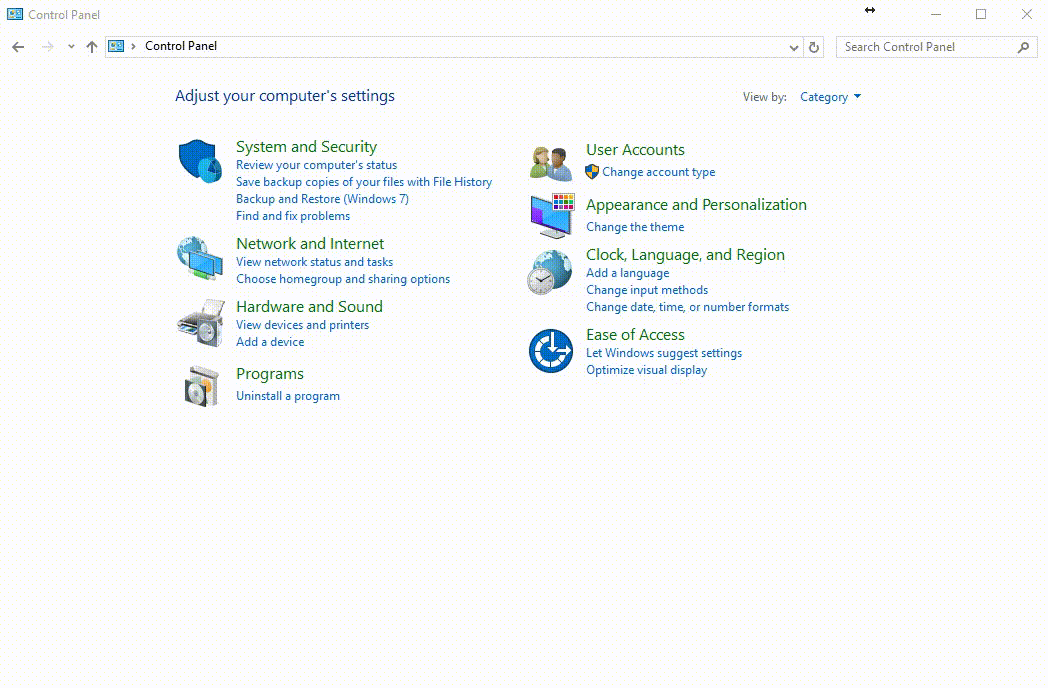 Control Panel
Control Panel
Search Control Panel
Adjust your computer's settings
View by: Category
System and Security
Review your computer's status
Save backup copies of your files with File History
Backup and Restore (Windows 7)
Find and fix problems
Network and Internet
View network status and tasks
Choose homegroup and sharing options
Hardware and Sound
View devices and printers
Add a device
Programs
Uninstall a program
User Accounts
Change account type
Appearance and Personalization
Change the theme
Clock, Language, and Region
Add a language
Change input methods
Change date, time, or number formats
Ease of Access
Let Windows suggest settings
Optimize visual display